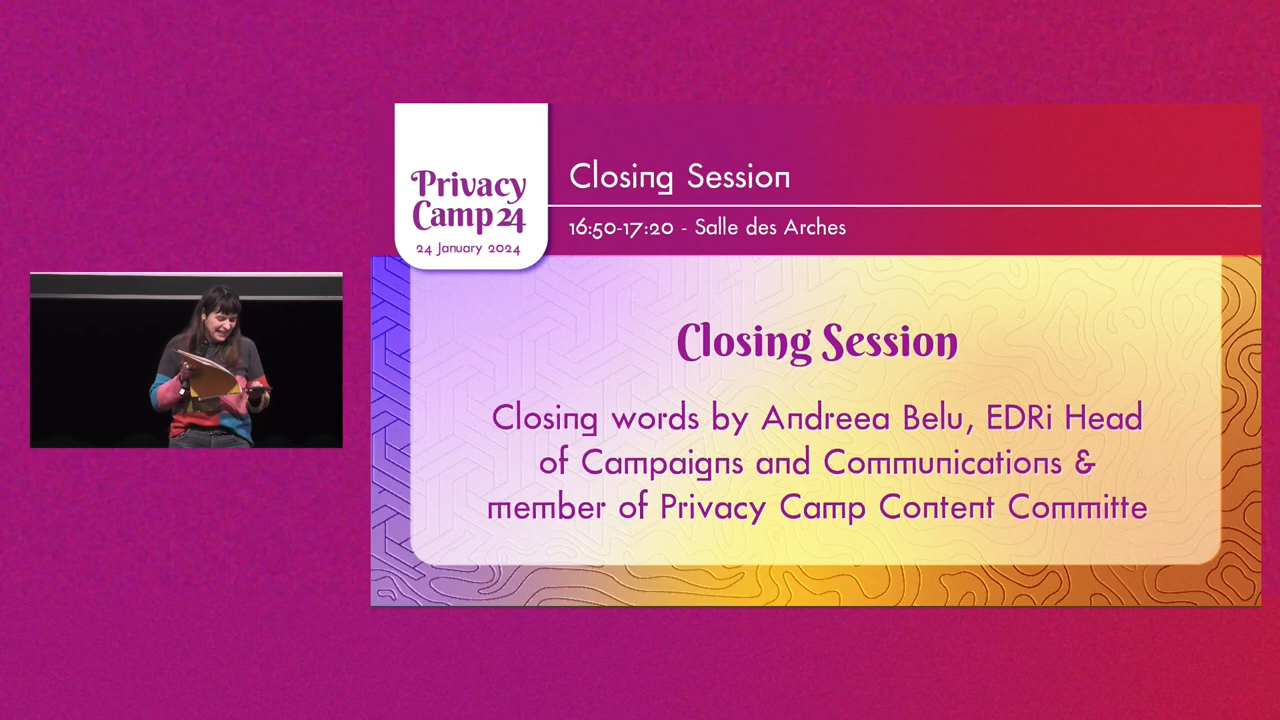 Privacy
Camp24
24 January 2024
Closing Session
16:50-17:20 - Salle des Arches
Closing Session
Closing words by Andreea Belu, EDRi Head
of Campaigns and Communications &
member of Privacy Camp Content Committe